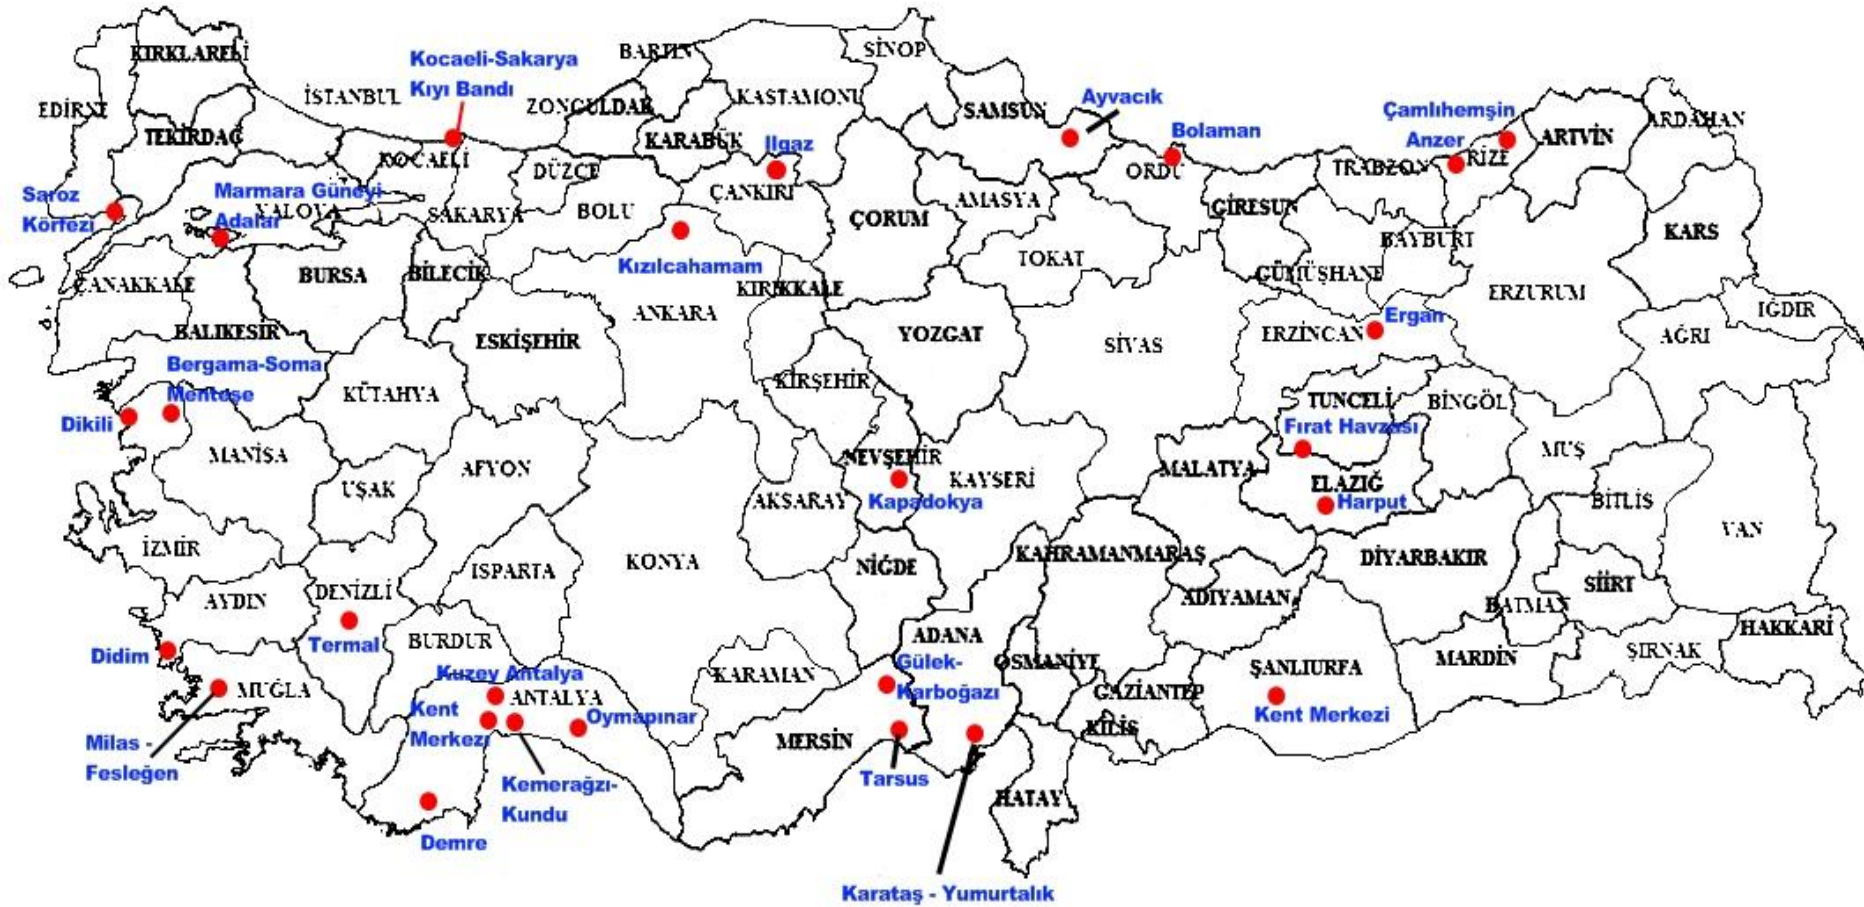 KIRKLARELİ
EDİRNE
TEKİRDAĞ
İSTANBUL
Kocaeli-Sakarya
Kıyı Bandı
KOCAELİ
YALOVA
SAKARYA
DÜZCE
BOLU
ZONGULDAK
BARTIN
KARABÜK
KASTAMONU
SİNOP
Ilgaz
ÇANKIRI
ÇORUM
SAMSUN
Ayvacık
AMASYA
TOKAT
ORDU
Bolaman
GİRESUN
TRABZON
Çamlıhemşin
Anzer
RİZE
ARTVİN
ARDAHAN
KARS
BAYBURT
GÜMÜŞHANE
ERZURUM
IĞDIR
AĞRI
Saroz
Körfezi
Marmara Güneyi-
Adalar
ÇANAKKALE
BALIKESİR
BURSA
BİLECİK
ESKİŞEHİR
Kızılcahamam
ANKARA
KIRIKKALE
KİRŞEHİR
YOZGAT
SİVAS
ERZİNCAN
Ergan
TUNCELİ
Fırat Havzası
BİNGÖL
MUŞ
BİTLİS
VAN
ELAZIĞ
Harput
MALATYA
Bergama-Soma
Menteşe
Dikili
MANİSA
KÜTAHYA
UŞAK
AFYON
KONYA
AKSARAY
NEVŞEHİR
Kapadokya
KAYSERİ
NİĞDE
KAHRAMANMARAŞ
ADIYAMAN
DİYARBAKIR
BATMAN
SİİRT
ŞIRNAK
HAKKARİ
MARDİN
ŞANLIURFA
Kent Merkezi
GAZİANTEP
KİLİS
OSMANİYE
HATAY
ADANA
Gülek-
Karboğazı
İZMİR
AYDIN
Didim
DENİZLİ
Termal
MUĞLA
Milas -
Fesleğen
BURDUR
ISPARTA
Kuzey Antalya
ANTALYA
Kent
Merkezi
Oymapınar
Kemerağzı-
Kundu
Demre
KARAMAN
MERSİN
Tarsus
Karataş - Yumurtalık